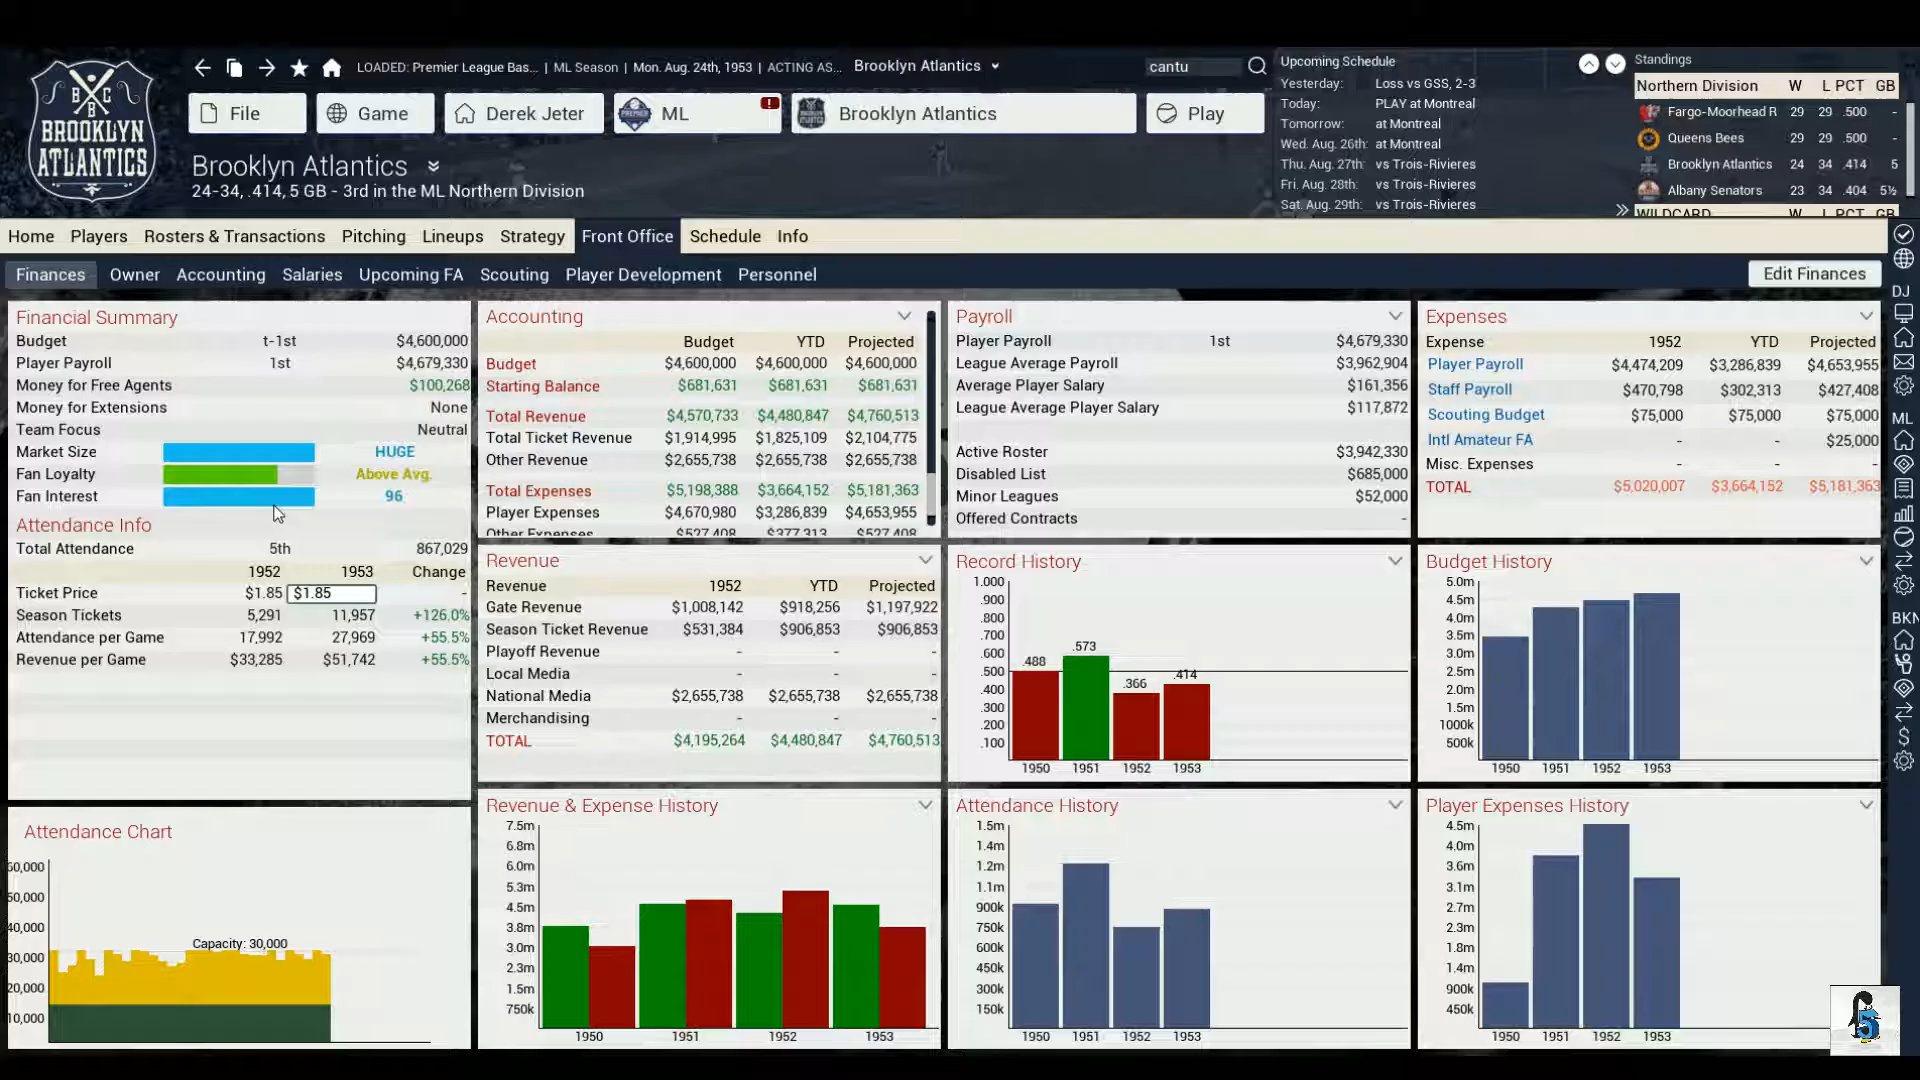 LOADED: Premier League Bas... | ML Season | Mon. Aug. 24th, 1953 | ACTING AS... Brooklyn Atlantics
cantu
BBC
BROOKLYN
ATLANTICS
File
Game
Derek Jeter
ML
!
Brooklyn Atlantics
Play
Brooklyn Atlantics
24-34, .414, 5 GB - 3rd in the ML Northern Division
Upcoming Schedule
Yesterday: Loss vs GSS, 2-3
Today: PLAY at Montreal
Tomorrow: at Montreal
Wed. Aug. 26th: at Montreal
Thu. Aug. 27th: vs Trois-Rivieres
Fri. Aug. 28th: vs Trois-Rivieres
Sat. Aug. 29th: vs Trois-Rivieres
Standings
Northern Division W L PCT GB
Fargo-Moorhead R 29 29 .500 -
Queens Bees 29 29 .500 -
Brooklyn Atlantics 24 34 .414 5
Albany Senators 23 34 .404 5½
WILDCARD W L PCT GB
Home Players Rosters & Transactions Pitching Lineups Strategy Front Office Schedule Info
Finances Owner Accounting Salaries Upcoming FA Scouting Player Development Personnel
Edit Finances
Financial Summary
Budget t-1st $4,600,000
Player Payroll 1st $4,679,330
Money for Free Agents $100,268
Money for Extensions None
Team Focus Neutral
Market Size HUGE
Fan Loyalty Above Avg.
Fan Interest 96
Attendance Info
Total Attendance 5th 867,029
1952 1953 Change
Ticket Price $1.85 $1.85 -
Season Tickets 5,291 11,957 +126.0%
Attendance per Game 17,992 27,969 +55.5%
Revenue per Game $33,285 $51,742 +55.5%
Attendance Chart
60,000
50,000
40,000
30,000
20,000
10,000
Capacity: 30,000
Accounting
Budget YTD Projected
Budget $4,600,000 $4,600,000 $4,600,000
Starting Balance $681,631 $681,631 $681,631
Total Revenue $4,570,733 $4,480,847 $4,760,513
Total Ticket Revenue $1,914,995 $1,825,109 $2,104,775
Other Revenue $2,655,738 $2,655,738 $2,655,738
Total Expenses $5,198,388 $3,664,152 $5,181,363
Player Expenses $4,670,980 $3,286,839 $4,653,955
Other Expenses $527,408 $377,313 $527,408
Revenue
Revenue 1952 YTD Projected
Gate Revenue $1,008,142 $918,256 $1,197,922
Season Ticket Revenue $531,384 $906,853 $906,853
Playoff Revenue - - -
Local Media - - -
National Media $2,655,738 $2,655,738 $2,655,738
Merchandising - - -
TOTAL $4,195,264 $4,480,847 $4,760,513
Revenue & Expense History
7.5m
6.8m
6.0m
5.3m
4.5m
3.8m
3.0m
2.3m
1.5m
750k
1950 1951 1952 1953
Payroll
Player Payroll 1st $4,679,330
League Average Payroll $3,962,904
Average Player Salary $161,356
League Average Player Salary $117,872
Active Roster $3,942,330
Disabled List $685,000
Minor Leagues $52,000
Offered Contracts -
Record History
1.000
.900
.800
.700
.600
.500
.400
.300
.200
.100
.488 .573 .366 .414
1950 1951 1952 1953
Attendance History
1.5m
1.4m
1.2m
1.1m
900k
750k
600k
450k
300k
150k
1950 1951 1952 1953
Expenses
Expense 1952 YTD Projected
Player Payroll $4,474,209 $3,286,839 $4,653,955
Staff Payroll $470,798 $302,313 $427,408
Scouting Budget $75,000 $75,000 $75,000
Intl Amateur FA - - $25,000
Misc. Expenses - - -
TOTAL $5,020,007 $3,664,152 $5,181,363
Budget History
5.0m
4.5m
4.0m
3.5m
3.0m
2.5m
2.0m
1.5m
1000k
500k
1950 1951 1952 1953
Player Expenses History
4.5m
4.0m
3.6m
3.1m
2.7m
2.3m
1.8m
1.4m
900k
450k
1950 1951 1952 1953
DJ
ML
BKN
$
5